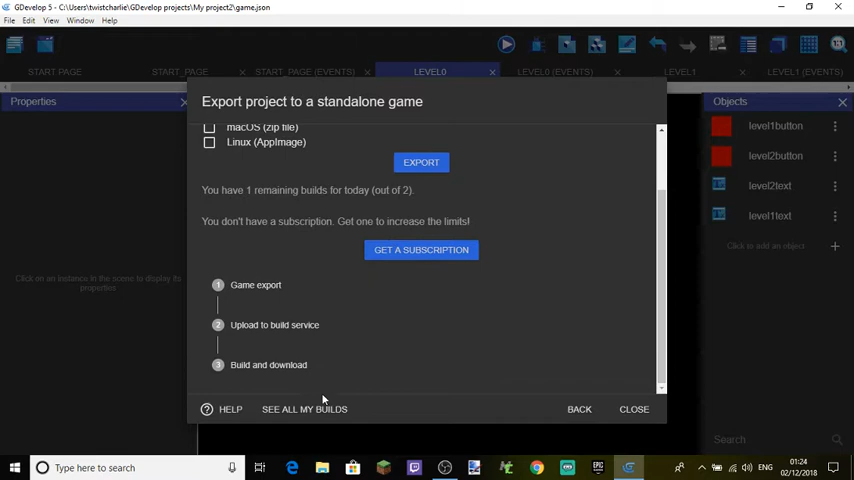 GDevelop 5 - C:\Users\twistcharlie\GDevelop projects\My project2\game.json
File Edit View Window Help
START PAGE START_PAGE START_PAGE (EVENTS) LEVEL0 LEVEL0 (EVENTS) LEVEL1 LEVEL1 (EVENTS)
Properties
Export project to a standalone game
Objects
macOS (zip file)
Linux (AppImage)
EXPORT
You have 1 remaining builds for today (out of 2).
You don't have a subscription. Get one to increase the limits!
GET A SUBSCRIPTION
1 Game export
2 Upload to build service
3 Build and download
HELP SEE ALL MY BUILDS BACK CLOSE
Click on an instance in the scene to display its
properties
level1button
level2button
level2text
level1text
Click to add an object
Search
Type here to search
EPIC
ENG
01:24
02/12/2018